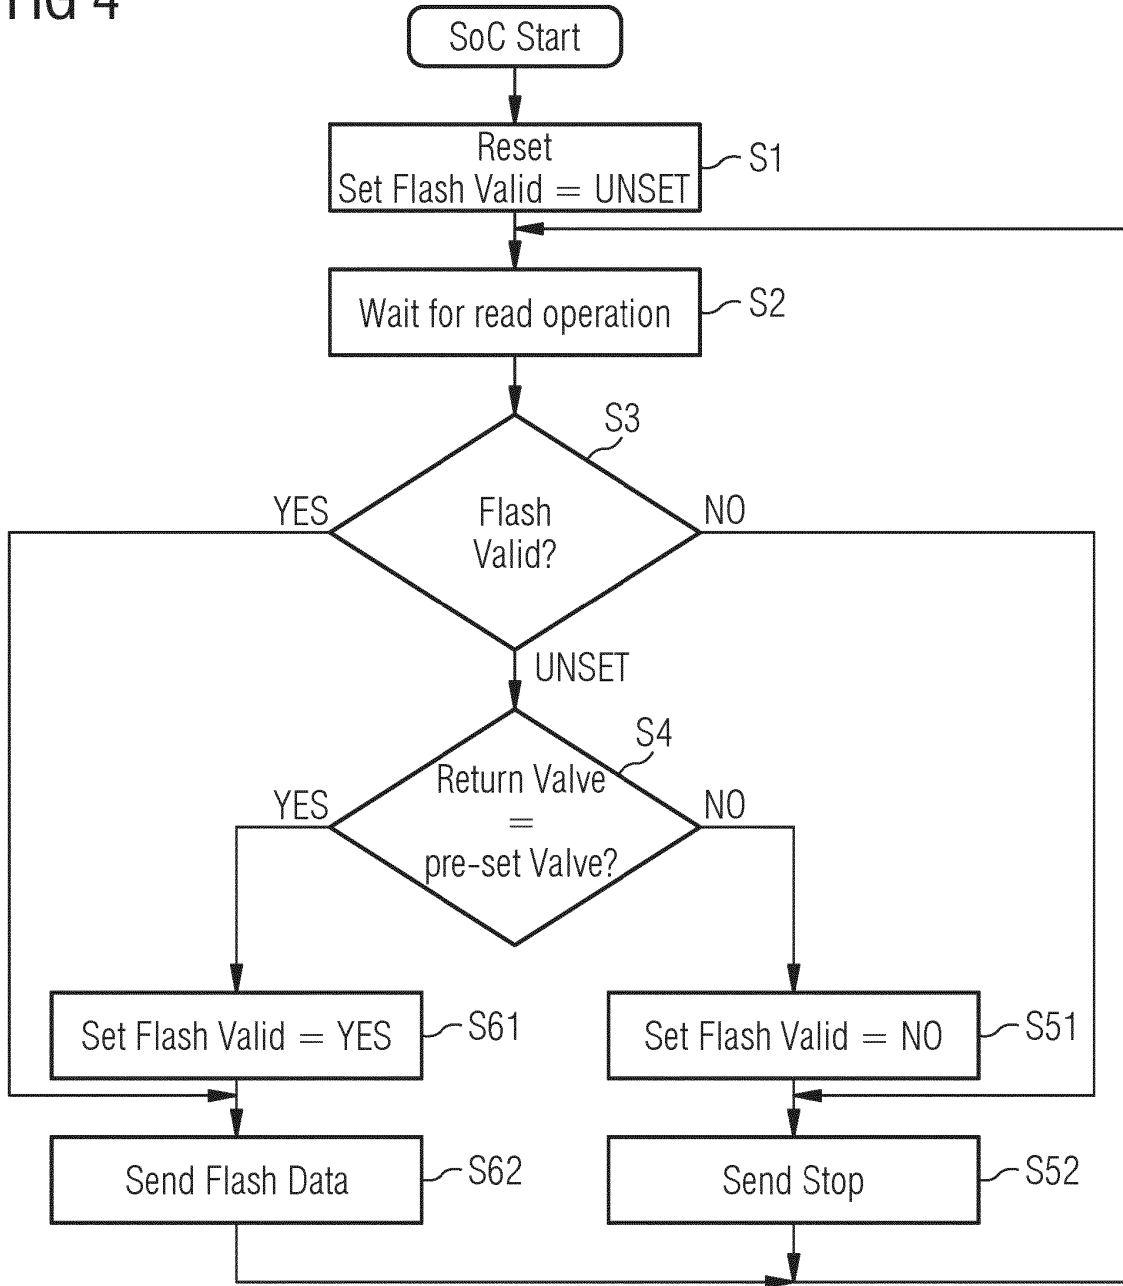 FIG 4
SoC Start
Reset
Set Flash Valid = UNSET
S1
Wait for read operation
S2
S3
YES
Flash
Valid?
NO
UNSET
S4
YES
Return Valve
=
pre-set Valve?
NO
Set Flash Valid = YES
S61
Set Flash Valid = NO
S51
Send Flash Data
S62
Send Stop
S52